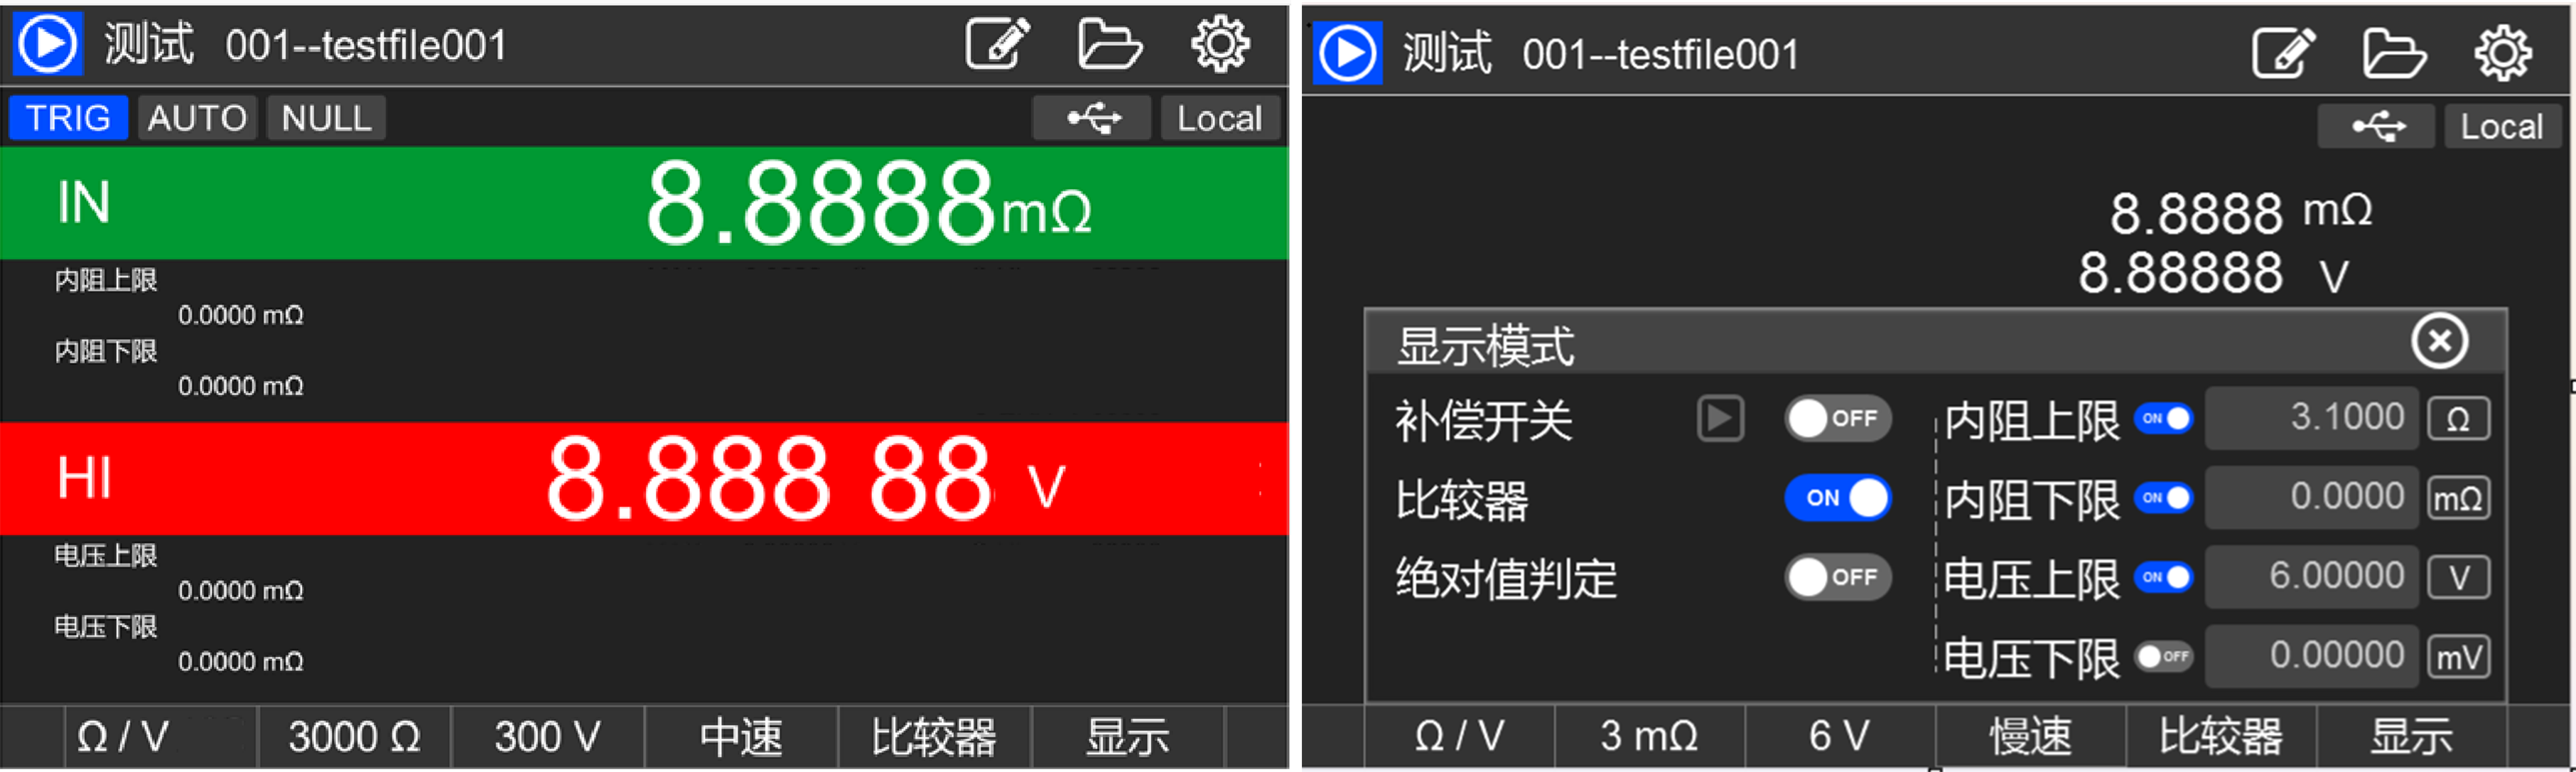 测试 001--testfile001
TRIG AUTO NULL Local
IN 8.8888mΩ
内阻上限
0.0000 mΩ
内阻下限
0.0000 mΩ
HI 8.888 88 V
电压上限
0.0000 mΩ
电压下限
0.0000 mΩ
Ω / V 3000 Ω 300 V 中速 比较器 显示
测试 001--testfile001
Local
8.8888 mΩ
8.88888 V
显示模式
补偿开关 OFF 内阻上限 ON 3.1000 Ω
比较器 ON 内阻下限 ON 0.0000 mΩ
绝对值判定 OFF 电压上限 ON 6.00000 V
电压下限 OFF 0.00000 mV
Ω / V 3 mΩ 6 V 慢速 比较器 显示